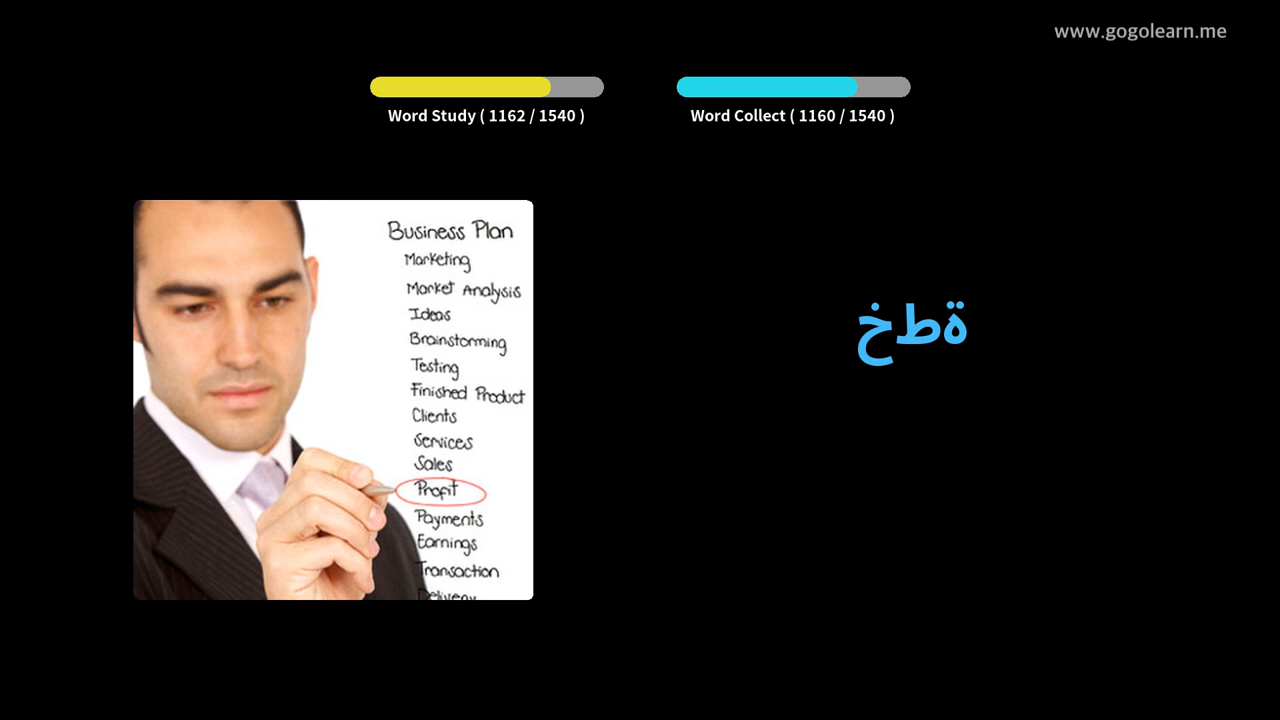 www.gogolearn.me
Word Study ( 1162 / 1540 )
Word Collect ( 1160 / 1540 )
Business Plan
Marketing
Market Analysis
Ideas
Brainstorming
Testing
Finished Product
Clients
Services
Sales
Profit
Payments
Earnings
Transaction
Delivery
خطة